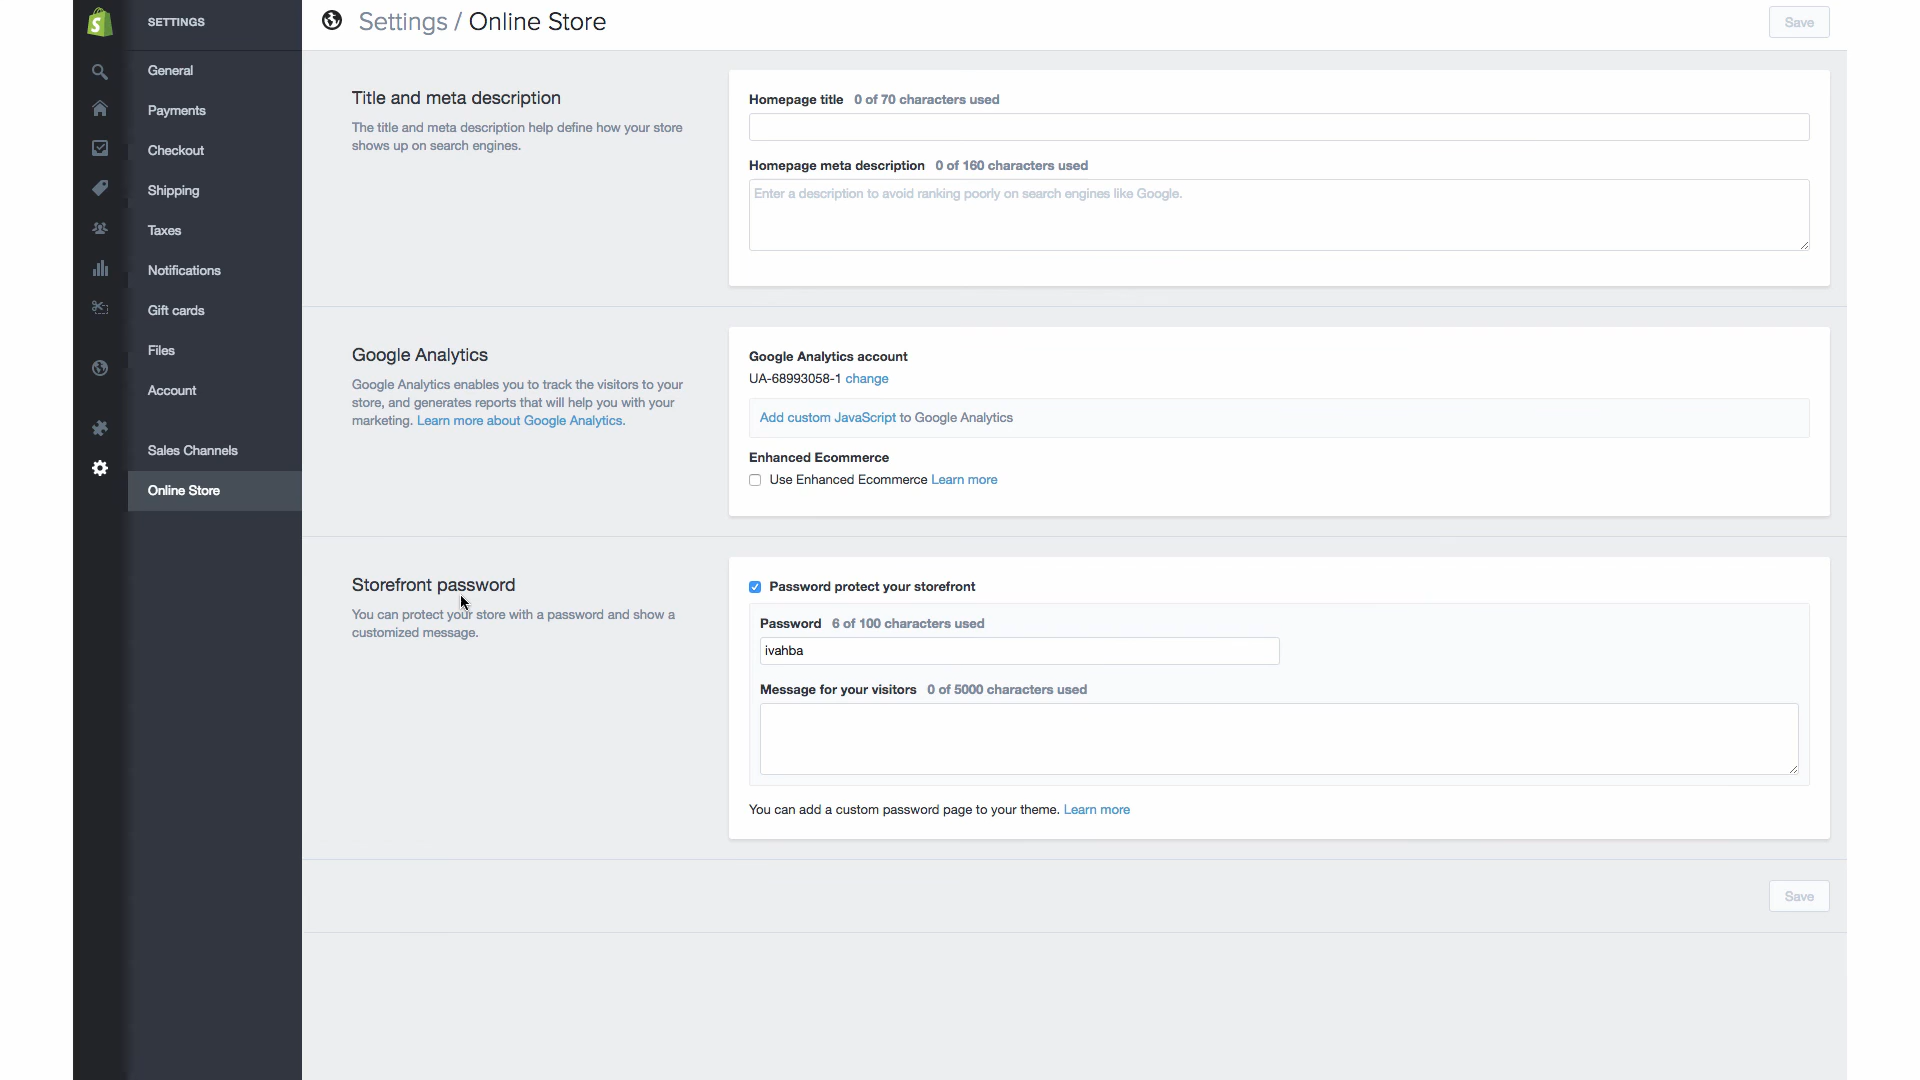 SETTINGS
General
Payments
Checkout
Shipping
Taxes
Notifications
Gift cards
Files
Account
Sales Channels
Online Store
Settings / Online Store
Save
Title and meta description
The title and meta description help define how your store
shows up on search engines.
Homepage title 0 of 70 characters used
Homepage meta description 0 of 160 characters used
Enter a description to avoid ranking poorly on search engines like Google.
Google Analytics
Google Analytics enables you to track the visitors to your
store, and generates reports that will help you with your
marketing. Learn more about Google Analytics.
Google Analytics account
UA-68993058-1 change
Add custom JavaScript to Google Analytics
Enhanced Ecommerce
Use Enhanced Ecommerce Learn more
Storefront password
You can protect your store with a password and show a
customized message.
Password protect your storefront
Password 6 of 100 characters used
ivahba
Message for your visitors 0 of 5000 characters used
You can add a custom password page to your theme. Learn more
Save